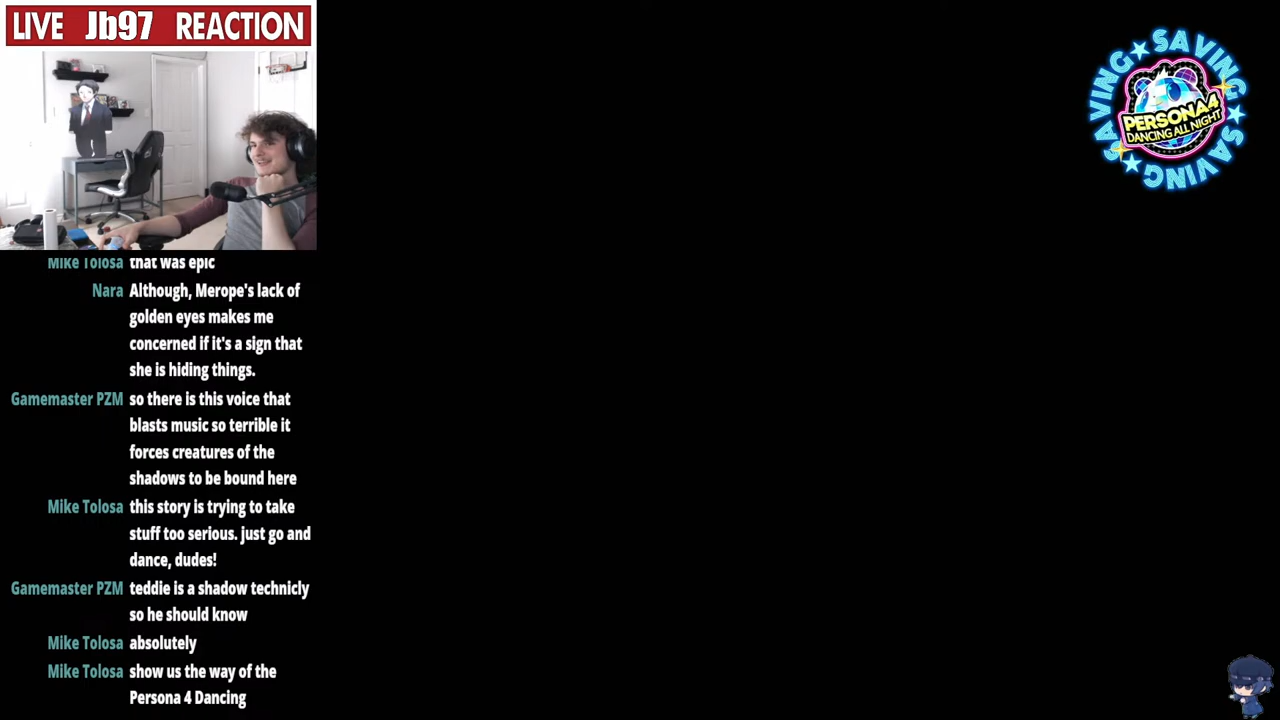 LIVE Jb97 REACTION
SAVING SAVING SAVING
PERSONA4
DANCING ALL NIGHT
Mike Tolosa that was epic
Nara Although, Merope's lack of
golden eyes makes me
concerned if it's a sign that
she is hiding things.
Gamemaster PZM so there is this voice that
blasts music so terrible it
forces creatures of the
shadows to be bound here
Mike Tolosa this story is trying to take
stuff too serious. just go and
dance, dudes!
Gamemaster PZM teddie is a shadow technicly
so he should know
Mike Tolosa absolutely
Mike Tolosa show us the way of the
Persona 4 Dancing